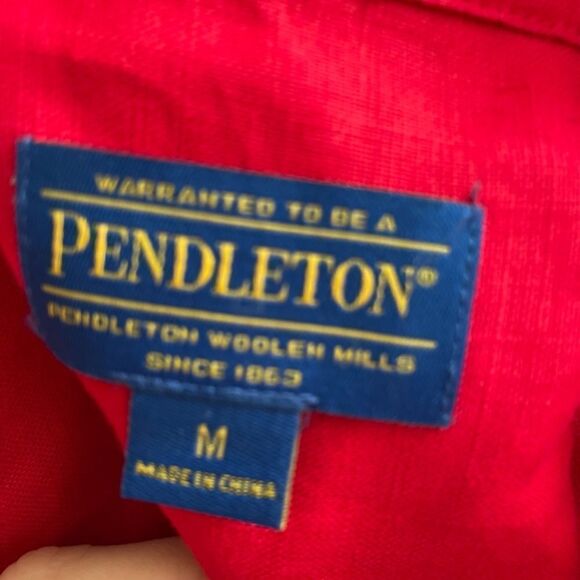 WARRANTED TO BE A
PENDLETON®
PENDLETON WOOLEN MILLS
SINCE 1863
M
MADE IN CHINA